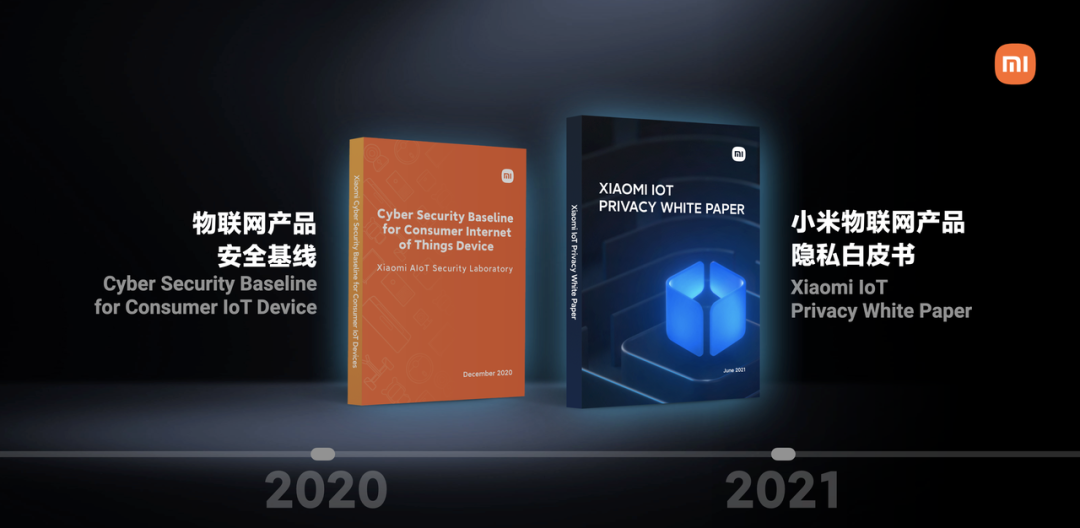 mi
物联网产品
安全基线
Cyber Security Baseline
for Consumer IoT Device
Xiaomi Cyber Security Baseline for Consumer IoT Devices
mi
Cyber Security Baseline
for Consumer Internet
of Things Device
Xiaomi AIoT Security Laboratory
December 2020
Xiaomi IoT Privacy White Paper
mi
XIAOMI IOT
PRIVACY WHITE PAPER
June 2021
小米物联网产品
隐私白皮书
Xiaomi IoT
Privacy White Paper
2020
2021